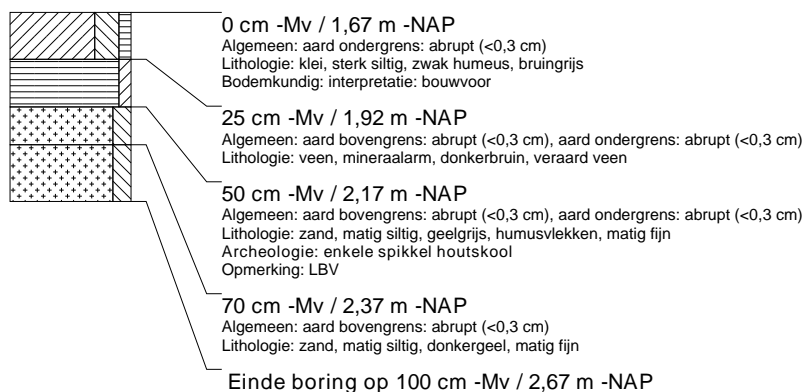 0 cm -Mv / 1,67 m -NAP
Algemeen: aard ondergrens: abrupt (<0,3 cm)
Lithologie: klei, sterk siltig, zwak humeus, bruingrijs
Bodemkundig: interpretatie: bouwvoor
25 cm -Mv / 1,92 m -NAP
Algemeen: aard bovengrens: abrupt (<0,3 cm), aard ondergrens: abrupt (<0,3 cm)
Lithologie: veen, mineraalarm, donkerbruin, veraard veen
50 cm -Mv / 2,17 m -NAP
Algemeen: aard bovengrens: abrupt (<0,3 cm), aard ondergrens: abrupt (<0,3 cm)
Lithologie: zand, matig siltig, geelgrijs, humusvlekken, matig fijn
Archeologie: enkele spikkel houtskool
Opmerking: LBV
70 cm -Mv / 2,37 m -NAP
Algemeen: aard bovengrens: abrupt (<0,3 cm)
Lithologie: zand, matig siltig, donkergeel, matig fijn
Einde boring op 100 cm -Mv / 2,67 m -NAP